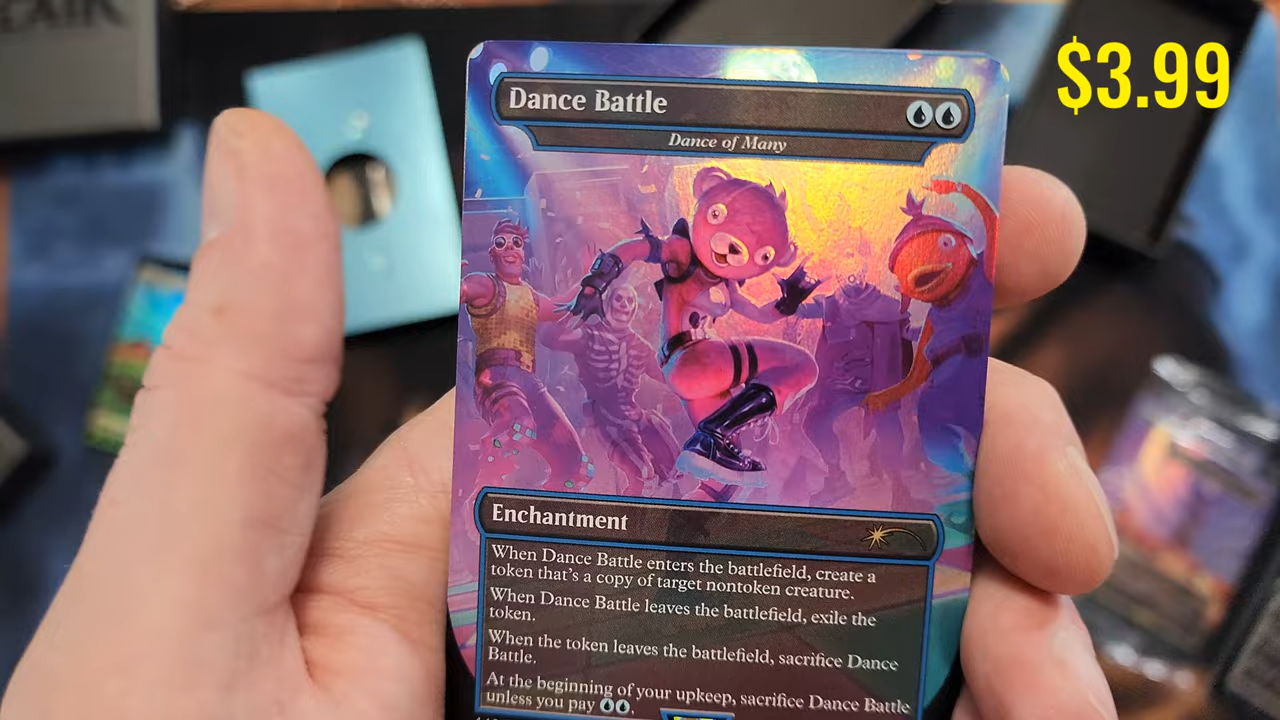 $3.99
Dance Battle
Dance of Many
Enchantment
When Dance Battle enters the battlefield, create a
token that's a copy of target nontoken creature.
When Dance Battle leaves the battlefield, exile the
token.
When the token leaves the battlefield, sacrifice Dance
Battle.
At the beginning of your upkeep, sacrifice Dance Battle
unless you pay